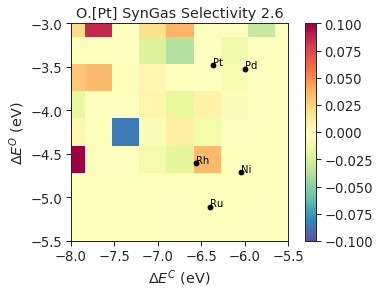 O.[Pt] SynGas Selectivity 2.6
−3.0
−3.5
−4.0
−4.5
−5.0
−5.5
ΔE^O (eV)
Pt
Pd
Rh
Ni
Ru
−8.0 −7.5 −7.0 −6.5 −6.0 −5.5
ΔE^C (eV)
0.100
0.075
0.050
0.025
0.000
−0.025
−0.050
−0.075
−0.100